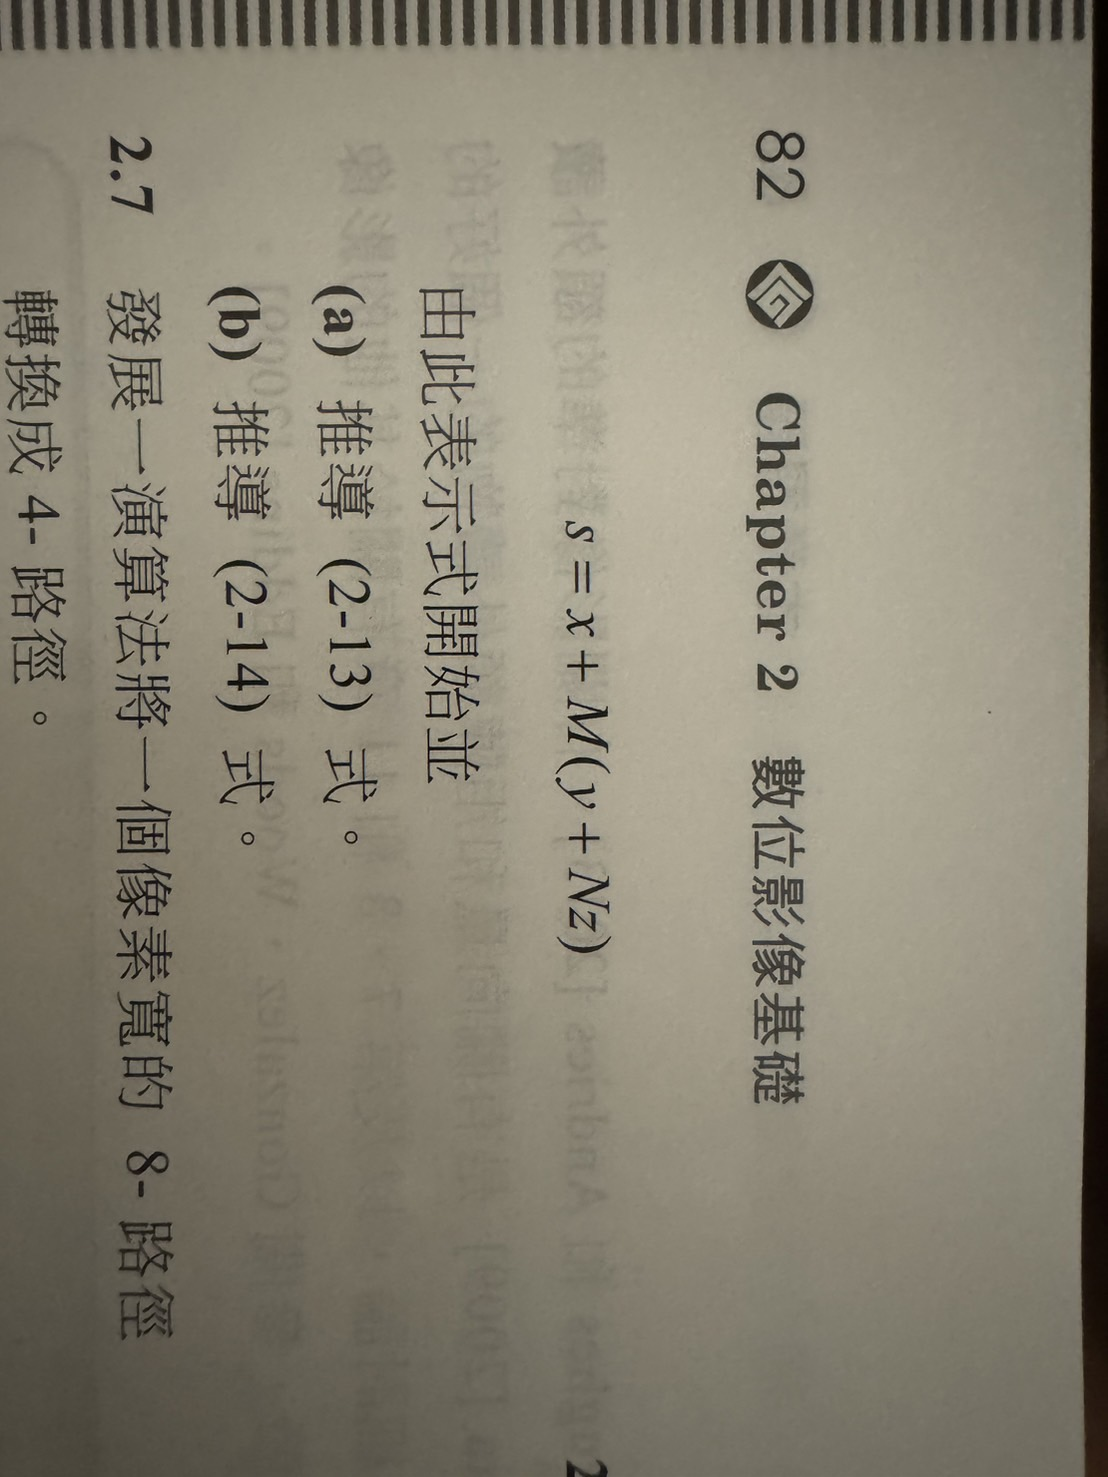 82 Chapter 2 數位影像基礎
s = x + M(y + Nz)
由此表示式開始並
(a) 推導 (2-13) 式。
(b) 推導 (2-14) 式。
2.7 發展一演算法將一個像素寬的 8- 路徑
轉換成 4- 路徑。
2